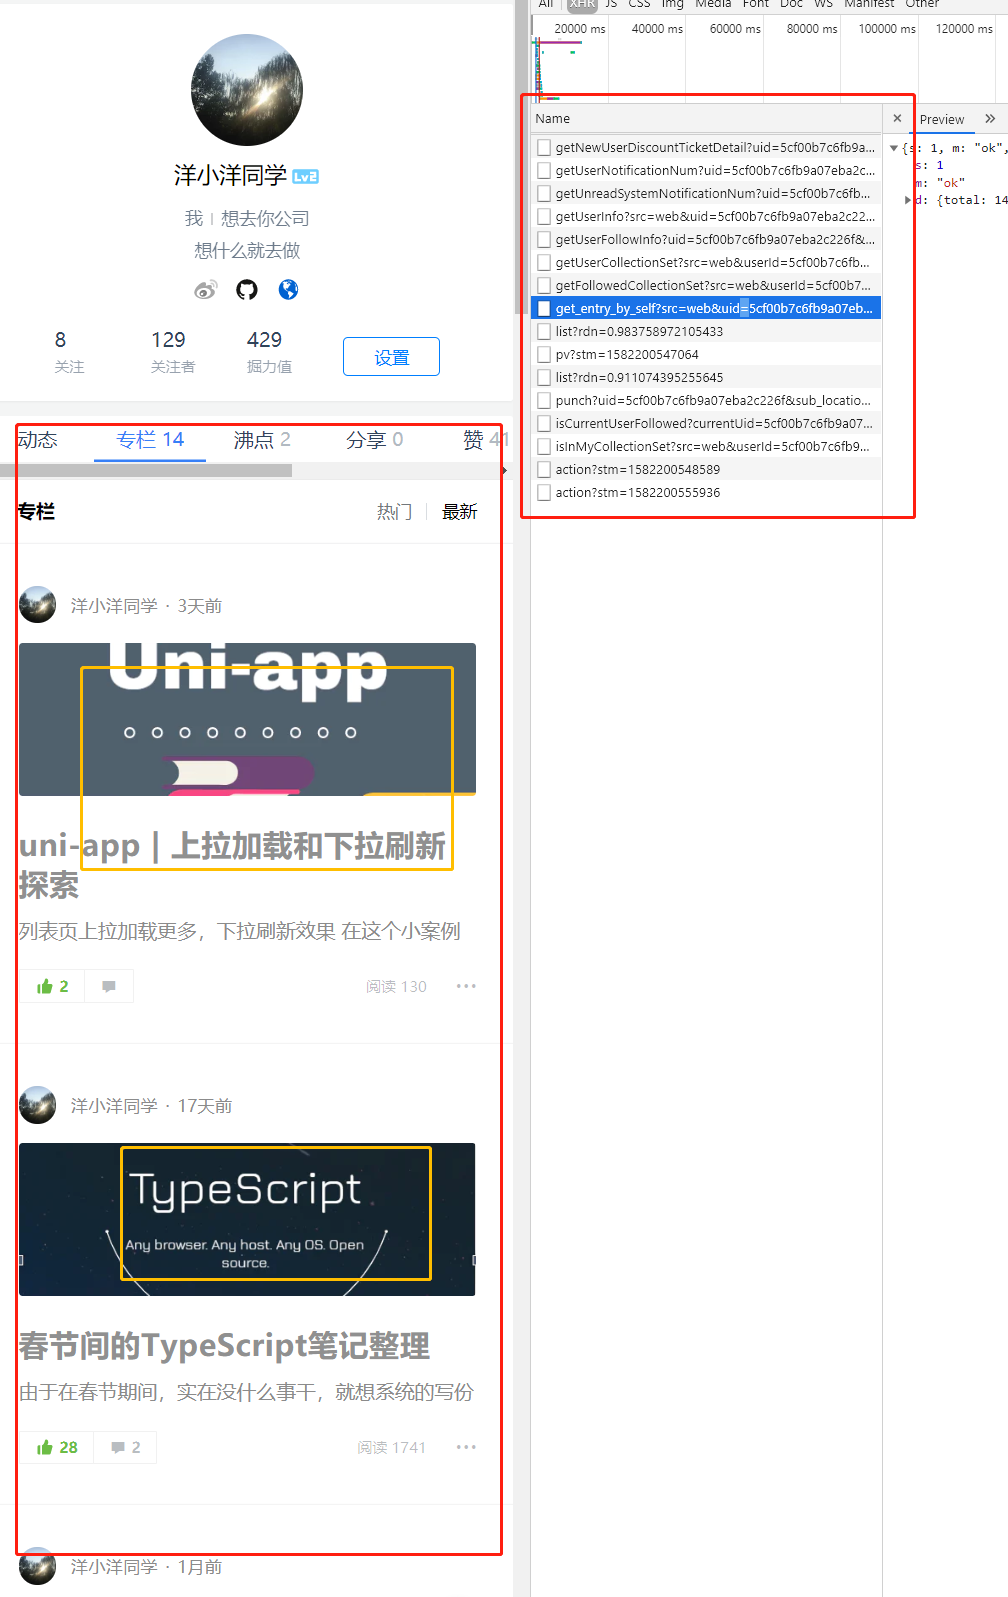 洋小洋同学 Lv2
我 | 想去你公司
想什么就去做
8 129 429
关注 关注者 掘力值
设置
动态 专栏 14 沸点 2 分享 0 赞 41
专栏 热门 最新
洋小洋同学 · 3天前
Uni-app
uni-app | 上拉加载和下拉刷新
探索
列表页上拉加载更多，下拉刷新效果 在这个小案例
2 阅读 130 ...
洋小洋同学 · 17天前
TypeScript
Any browser. Any host. Any OS. Open
source.
春节间的TypeScript笔记整理
由于在春节期间，实在没什么事干，就想系统的写份
28 2 阅读 1741 ...
洋小洋同学 · 1月前
All XHR JS CSS Img Media Font Doc WS Manifest Other
20000 ms 40000 ms 60000 ms 80000 ms 100000 ms 120000 ms
Name
getNewUserDiscountTicketDetail?uid=5cf00b7c6fb9a...
getUserNotificationNum?uid=5cf00b7c6fb9a07eba2c...
getUnreadSystemNotificationNum?uid=5cf00b7c6fb...
getUserInfo?src=web&uid=5cf00b7c6fb9a07eba2c22...
getUserFollowInfo?uid=5cf00b7c6fb9a07eba2c226f&...
getUserCollectionSet?src=web&userId=5cf00b7c6fb...
getFollowedCollectionSet?src=web&userId=5cf00b7...
get_entry_by_self?src=web&uid=5cf00b7c6fb9a07eb...
list?rdn=0.983758972105433
pv?stm=1582200547064
list?rdn=0.911074395255645
punch?uid=5cf00b7c6fb9a07eba2c226f&sub_locatio...
isCurrentUserFollowed?currentUid=5cf00b7c6fb9a07...
isInMyCollectionSet?src=web&userId=5cf00b7c6fb9...
action?stm=1582200548589
action?stm=1582200555936
× Preview »
{s: 1, m: "ok",
s: 1
m: "ok"
d: {total: 14